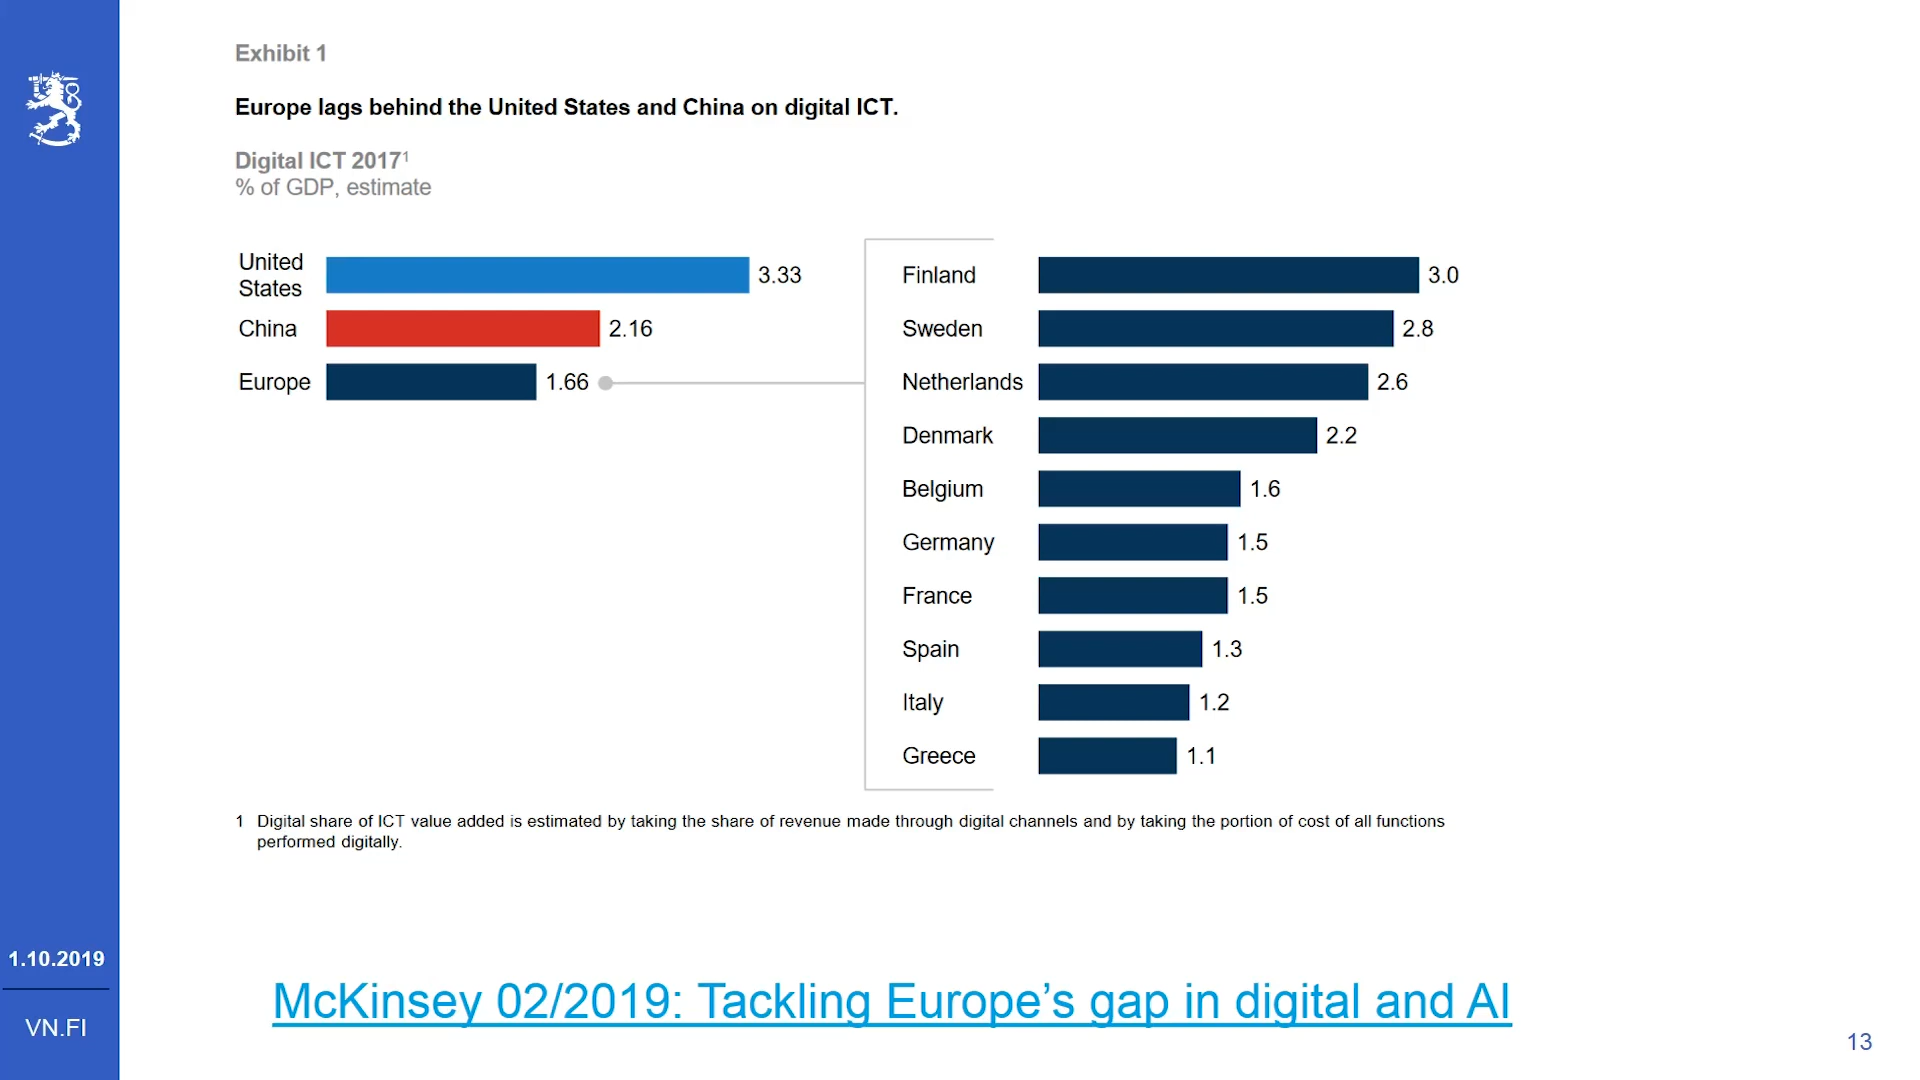 Exhibit 1
Europe lags behind the United States and China on digital ICT.
Digital ICT 2017¹
% of GDP, estimate
United
States
3.33
China
2.16
Europe
1.66
Finland
3.0
Sweden
2.8
Netherlands
2.6
Denmark
2.2
Belgium
1.6
Germany
1.5
France
1.5
Spain
1.3
Italy
1.2
Greece
1.1
1 Digital share of ICT value added is estimated by taking the share of revenue made through digital channels and by taking the portion of cost of all functions
performed digitally.
1.10.2019
VN.FI
McKinsey 02/2019: Tackling Europe’s gap in digital and AI
13